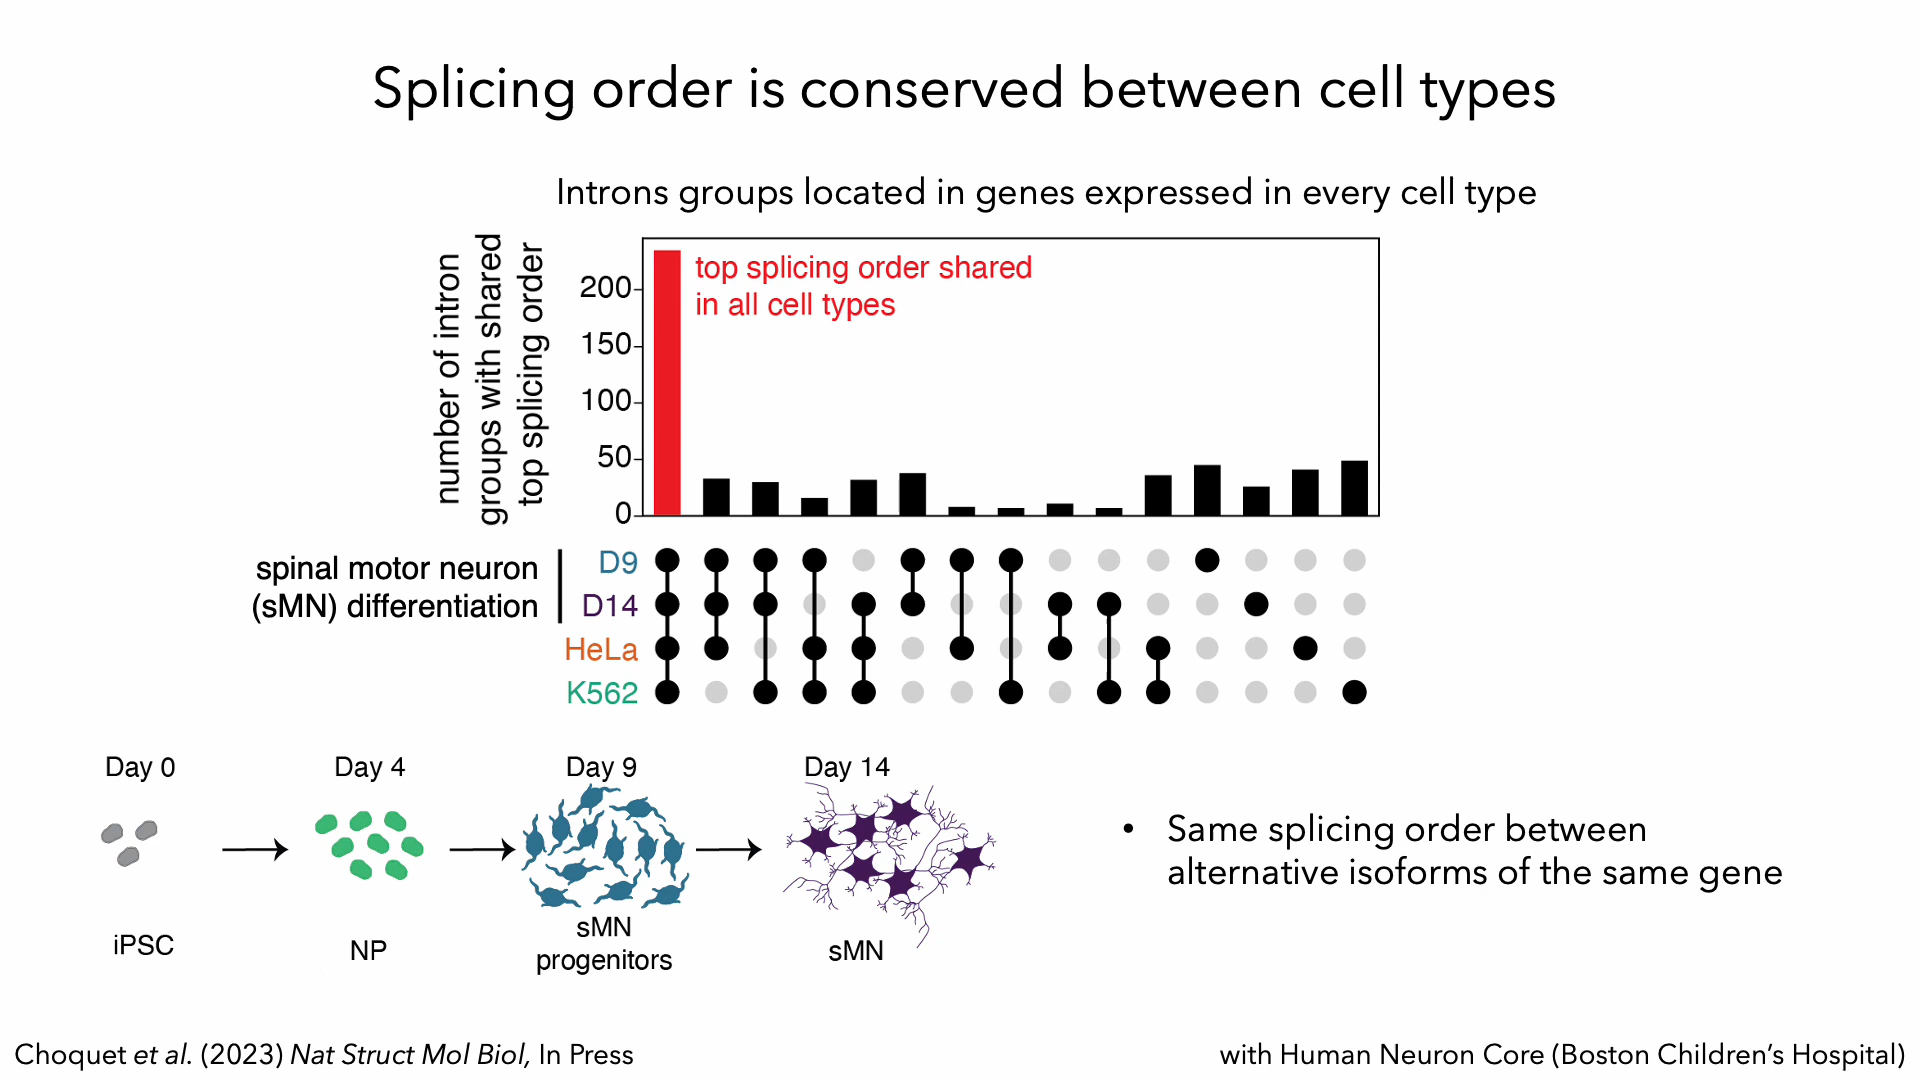 Splicing order is conserved between cell types
Introns groups located in genes expressed in every cell type
number of intron
groups with shared
top splicing order
200
150
100
50
0
top splicing order shared
in all cell types
spinal motor neuron
(sMN) differentiation
D9
D14
HeLa
K562
Day 0
Day 4
Day 9
Day 14
iPSC
NP
sMN
progenitors
sMN
• Same splicing order between
alternative isoforms of the same gene
Choquet et al. (2023) Nat Struct Mol Biol, In Press
with Human Neuron Core (Boston Children’s Hospital)